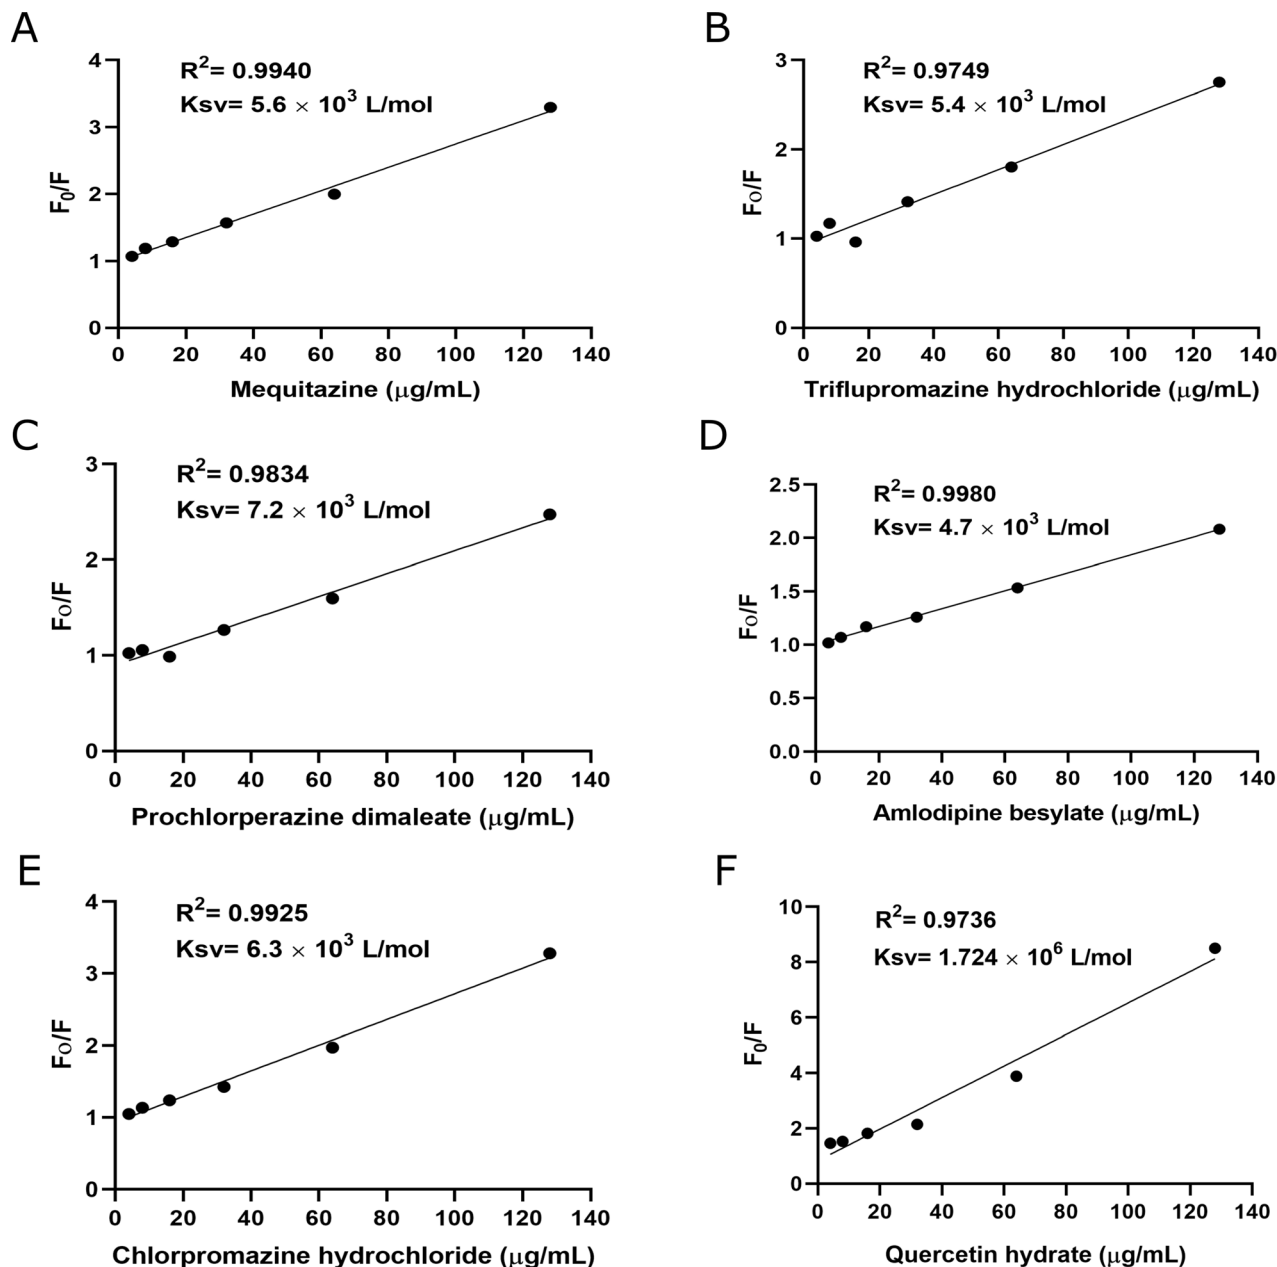 A
R²= 0.9940
Ksv= 5.6 × 10³ L/mol
F₀/F
4
3
2
1
0
0 20 40 60 80 100 120 140
Mequitazine (μg/mL)
B
R²= 0.9749
Ksv= 5.4 × 10³ L/mol
Fo/F
3
2
1
0
0 20 40 60 80 100 120 140
Triflupromazine hydrochloride (μg/mL)
C
R²= 0.9834
Ksv= 7.2 × 10³ L/mol
Fo/F
3
2
1
0
0 20 40 60 80 100 120 140
Prochlorperazine dimaleate (μg/mL)
D
R²= 0.9980
Ksv= 4.7 × 10³ L/mol
Fo/F
2.5
2.0
1.5
1.0
0.5
0.0
0 20 40 60 80 100 120 140
Amlodipine besylate (μg/mL)
E
R²= 0.9925
Ksv= 6.3 × 10³ L/mol
Fo/F
4
3
2
1
0
0 20 40 60 80 100 120 140
Chlorpromazine hydrochloride (μg/mL)
F
R²= 0.9736
Ksv= 1.724 × 10⁶ L/mol
F₀/F
10
8
6
4
2
0
0 20 40 60 80 100 120 140
Quercetin hydrate (μg/mL)